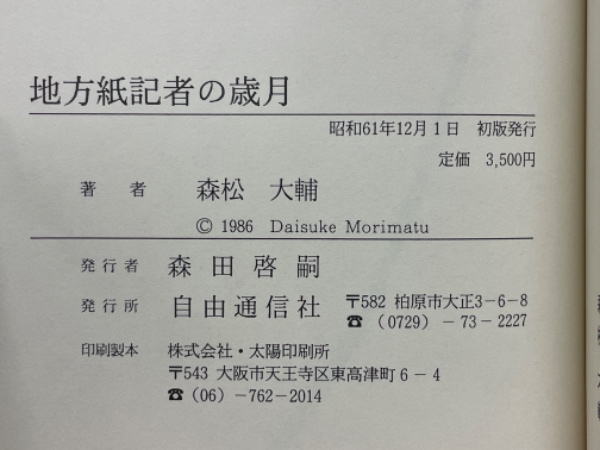 地方紙記者の歳月
昭和61年12月1日 初版発行
定価 3,500円
著者 森松 大輔
© 1986 Daisuke Morimatu
発行者 森田啓嗣
発行所 自由通信社 〒582 柏原市大正3-6-8
☎ (0729) -73-2227
印刷製本 株式会社・太陽印刷所
〒543 大阪市天王寺区東高津町6-4
☎(06)-762-2014